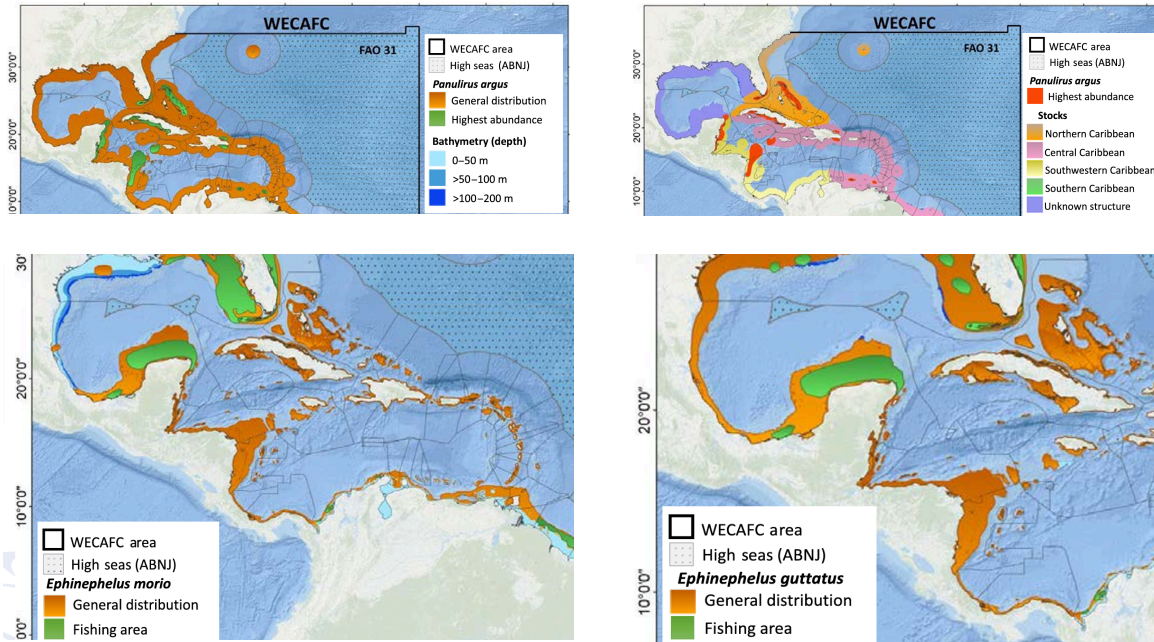 WECAFC
FAO 31
WECAFC area
High seas (ABNJ)
Panulirus argus
General distribution
Highest abundance
Bathymetry (depth)
0–50 m
>50–100 m
>100–200 m
30°0'0"
20°0'0"
10°0'0"
WECAFC
FAO 31
WECAFC area
High seas (ABNJ)
Panulirus argus
Highest abundance
Stocks
Northern Caribbean
Central Caribbean
Southwestern Caribbean
Southern Caribbean
Unknown structure
30°0'0"
20°0'0"
10°0'0"
30'
20°0'0"
10°0'0"
0'0"
WECAFC area
High seas (ABNJ)
Ephinephelus morio
General distribution
Fishing area
20°0'0"
10°0'0"
WECAFC area
High seas (ABNJ)
Ephinephelus guttatus
General distribution
Fishing area